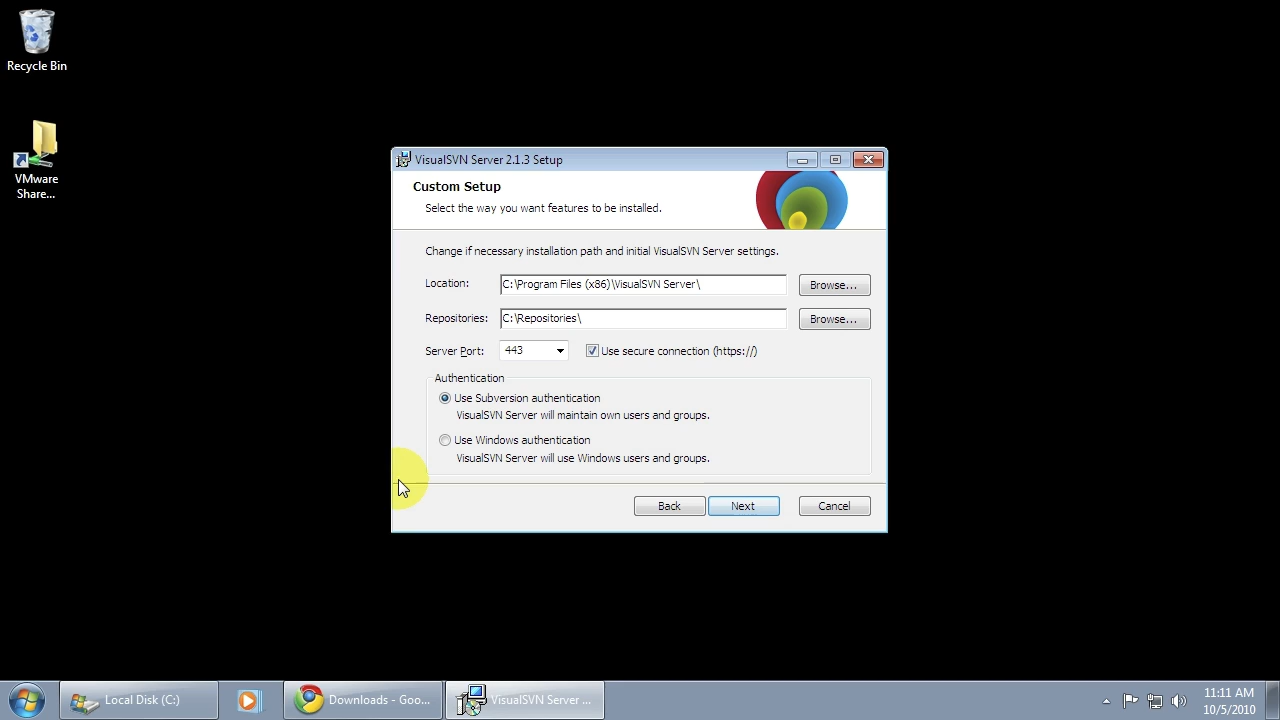 Recycle Bin
VMware
Share...
VisualSVN Server 2.1.3 Setup
Custom Setup
Select the way you want features to be installed.
Change if necessary installation path and initial VisualSVN Server settings.
Location:
C:\Program Files (x86)\VisualSVN Server\
Browse...
Repositories:
C:\Repositories\
Browse...
Server Port:
443
Use secure connection (https://)
Authentication
Use Subversion authentication
VisualSVN Server will maintain own users and groups.
Use Windows authentication
VisualSVN Server will use Windows users and groups.
Back
Next
Cancel
Local Disk (C:)
Downloads - Goo...
VisualSVN Server ...
11:11 AM
10/5/2010